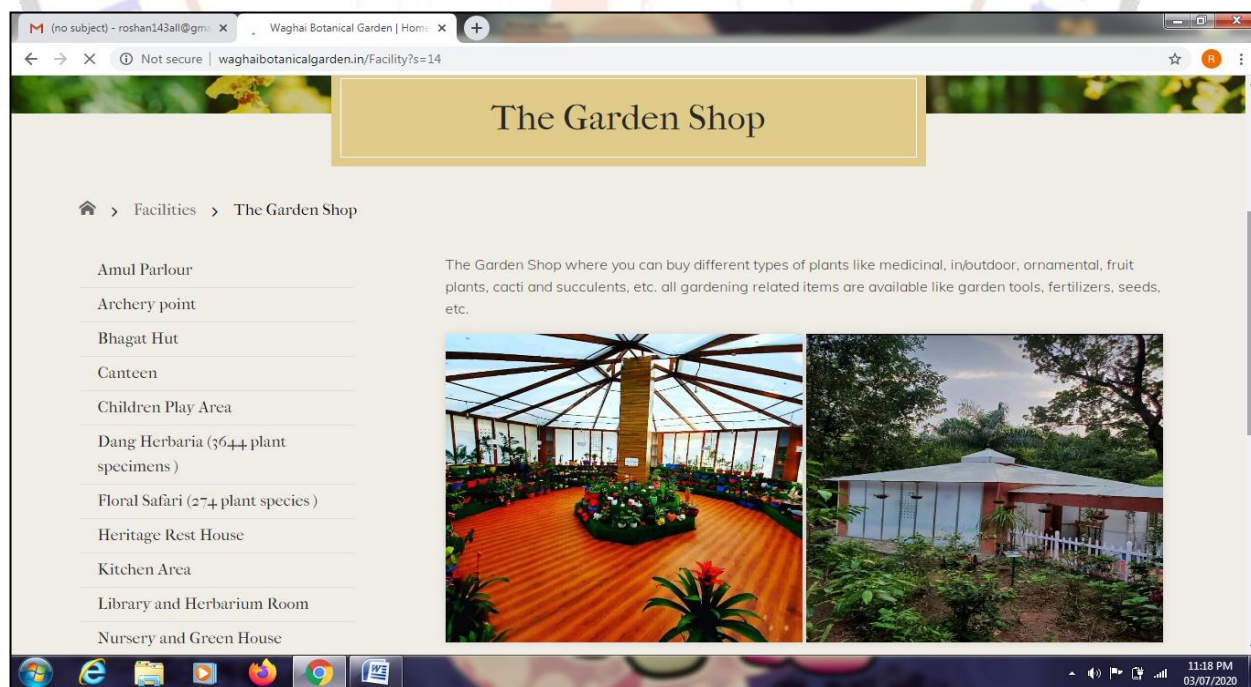 (no subject) - roshan143all@gma
Waghai Botanical Garden | Home
Not secure | waghaibotanicalgarden.in/Facility?s=14
R
The Garden Shop
Facilities > The Garden Shop
Amul Parlour
Archery point
Bhagat Hut
Canteen
Children Play Area
Dang Herbaria (3644 plant
specimens )
Floral Safari (274 plant species )
Heritage Rest House
Kitchen Area
Library and Herbarium Room
Nursery and Green House
The Garden Shop where you can buy different types of plants like medicinal, in/outdoor, ornamental, fruit
plants, cacti and succulents, etc. all gardening related items are available like garden tools, fertilizers, seeds,
etc.
11:18 PM
03/07/2020